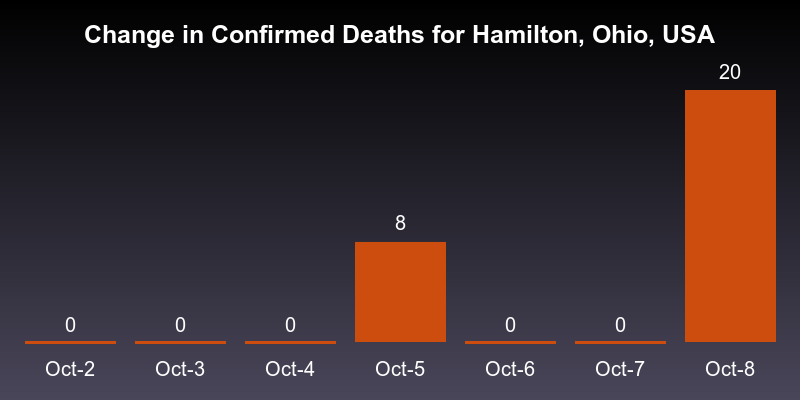 Change in Confirmed Deaths for Hamilton, Ohio, USA
20
8
0 0 0 0 0
Oct-2 Oct-3 Oct-4 Oct-5 Oct-6 Oct-7 Oct-8